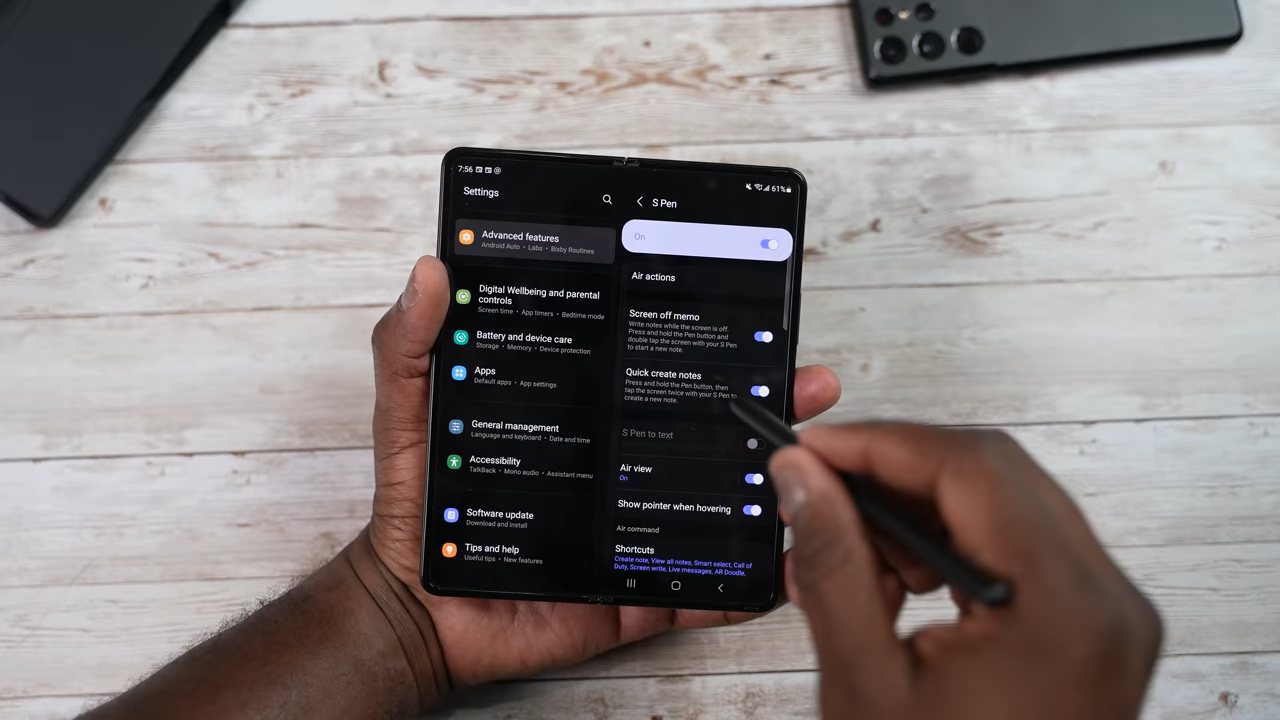 7:56
61%
Settings
Advanced features
Android Auto • Labs • Bixby Routines
Digital Wellbeing and parental
controls
Screen time • App timers • Bedtime mode
Battery and device care
Storage • Memory • Device protection
Apps
Default apps • App settings
General management
Language and keyboard • Date and time
Accessibility
TalkBack • Mono audio • Assistant menu
Software update
Download and install
Tips and help
Useful tips • New features
S Pen
On
Air actions
Screen off memo
Write notes while the screen is off.
Press and hold the Pen button and
double tap the screen with your S Pen
to start a new note.
Quick create notes
Press and hold the Pen button, then
tap the screen twice with your S Pen to
create a new note.
S Pen to text
Air view
On
Show pointer when hovering
Air command
Shortcuts
Create note, View all notes, Smart select, Call of
Duty, Screen write, Live messages, AR Doodle,